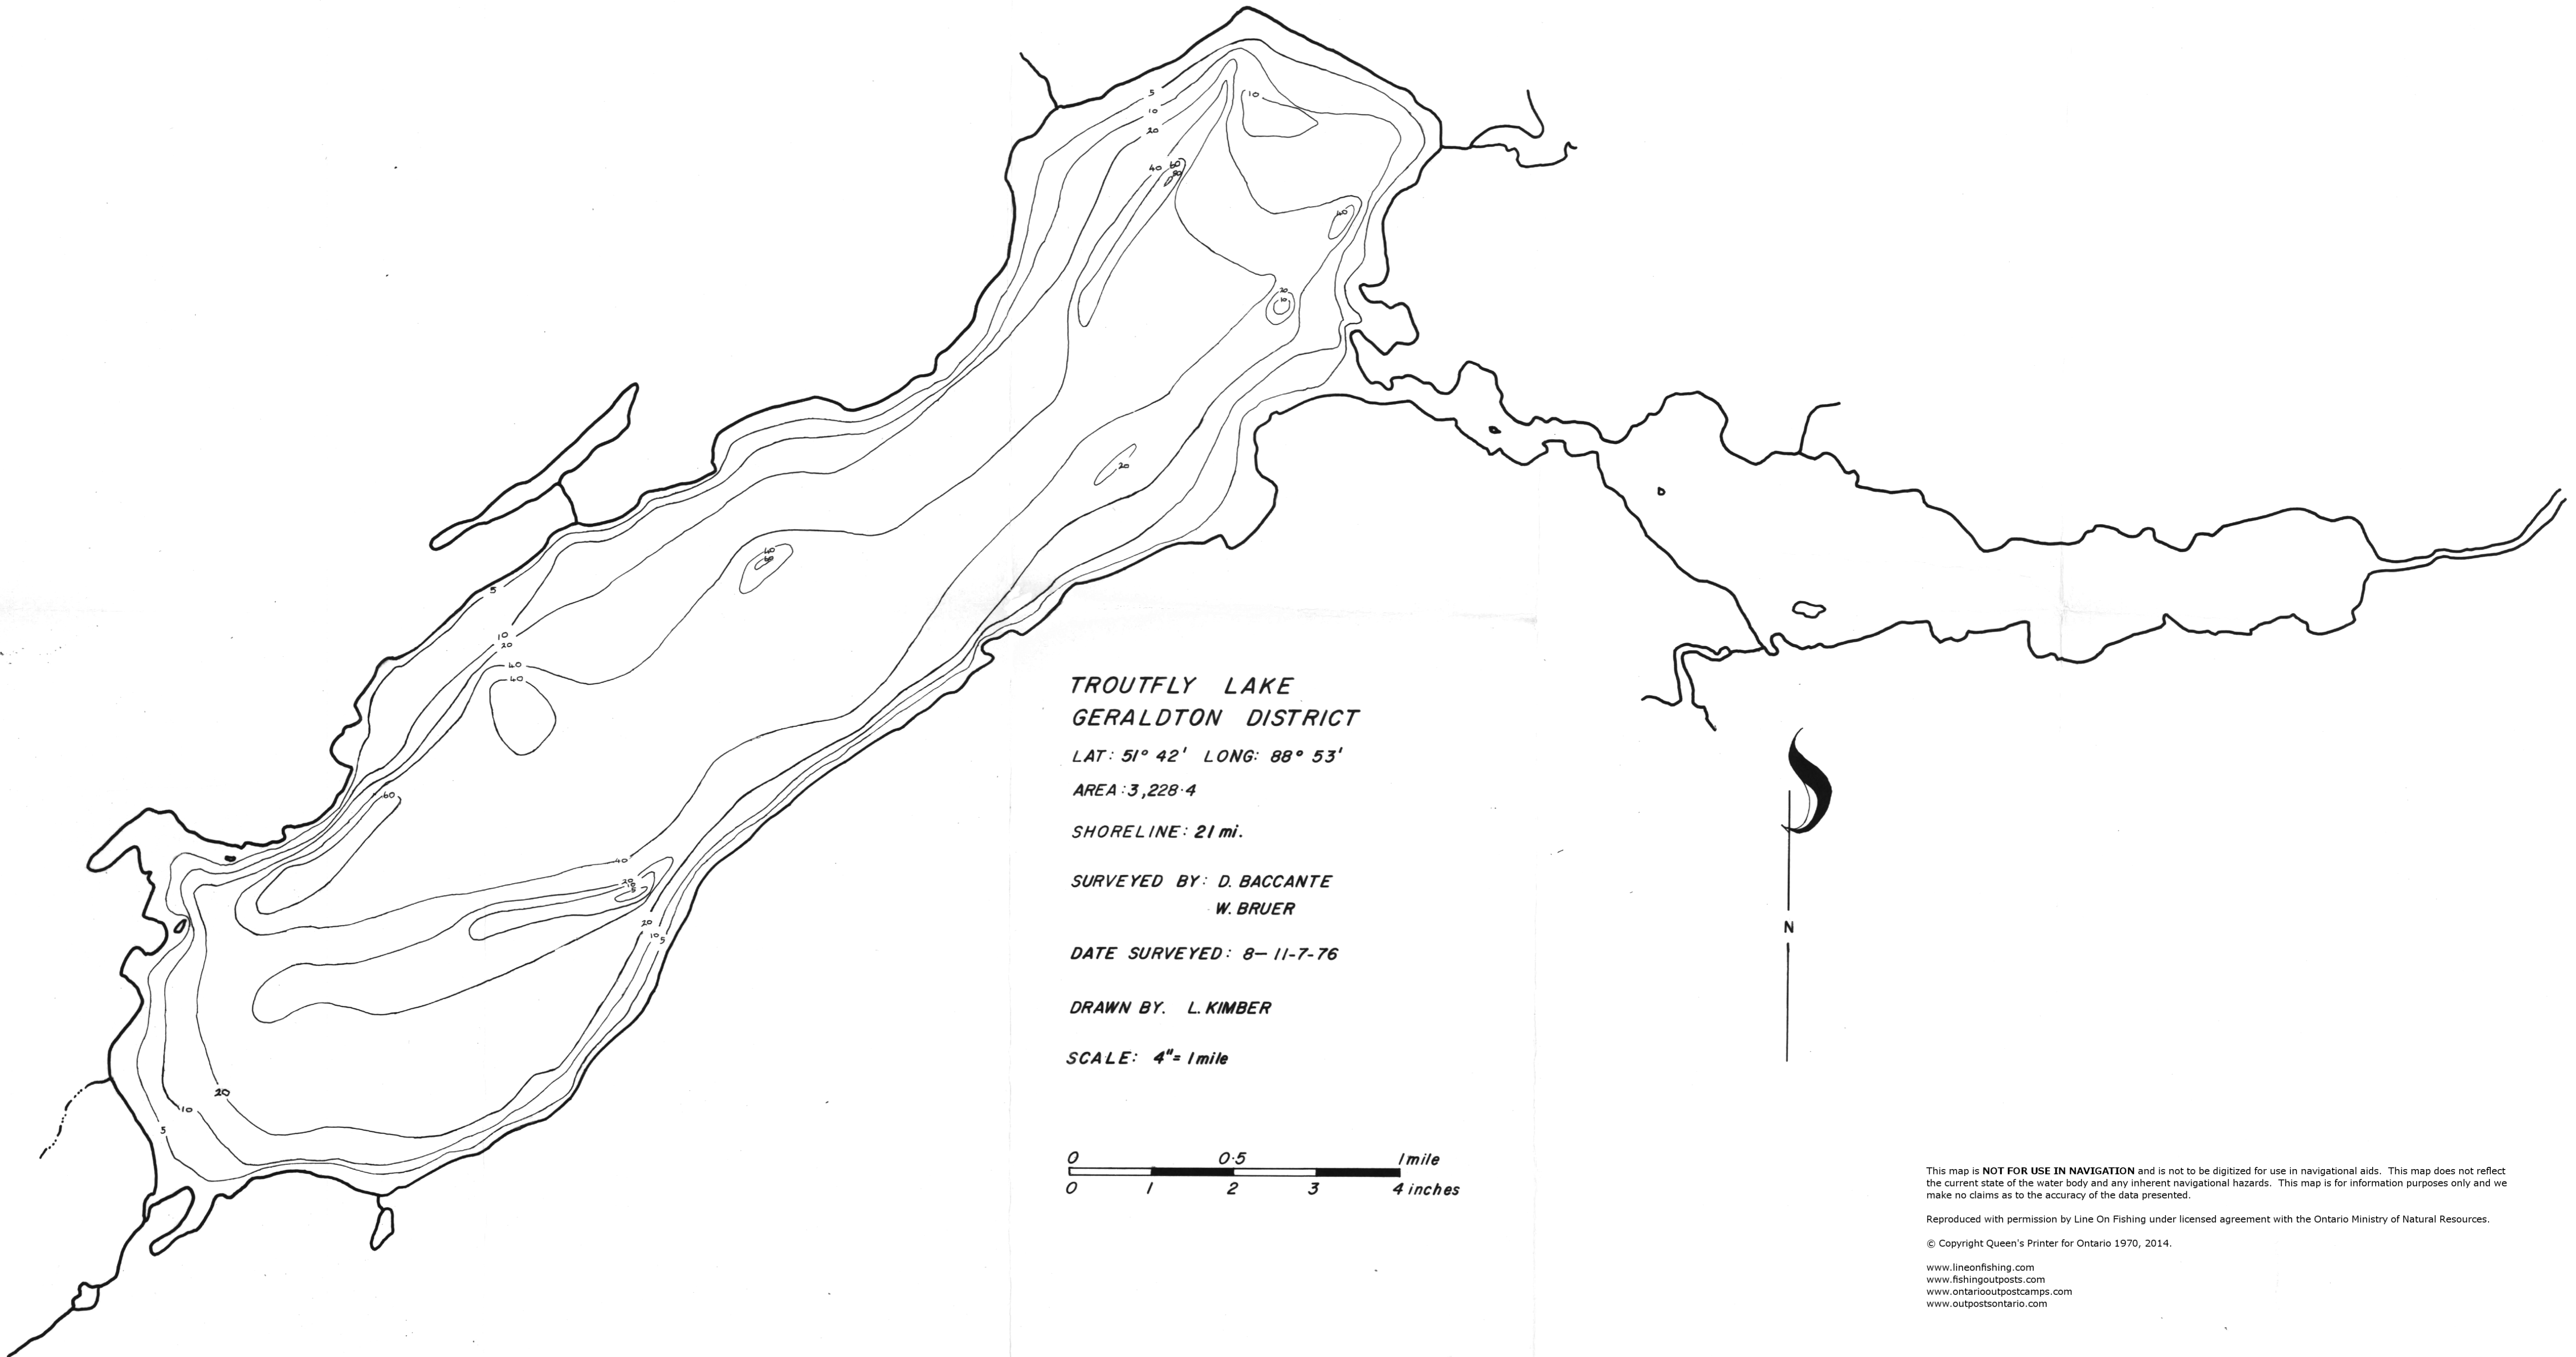 5
10
10
20
40
60
80
40
20
10
20
40
60
5
10
20
40
40
60
40
20
20
10
5
20
10
5
TROUTFLY LAKE
GERALDTON DISTRICT
LAT: 51° 42' LONG: 88° 53'
AREA: 3,228·4
SHORELINE: 21 mi.
SURVEYED BY: D. BACCANTE
W. BRUER
DATE SURVEYED: 8-11-7-76
DRAWN BY. L. KIMBER
SCALE: 4"= 1 mile
0 0·5 1 mile
0 1 2 3 4 inches
N
This map is NOT FOR USE IN NAVIGATION and is not to be digitized for use in navigational aids. This map does not reflect
the current state of the water body and any inherent navigational hazards. This map is for information purposes only and we
make no claims as to the accuracy of the data presented.
Reproduced with permission by Line On Fishing under licensed agreement with the Ontario Ministry of Natural Resources.
© Copyright Queen's Printer for Ontario 1970, 2014.
www.lineonfishing.com
www.fishingoutposts.com
www.ontariooutpostcamps.com
www.outpostsontario.com